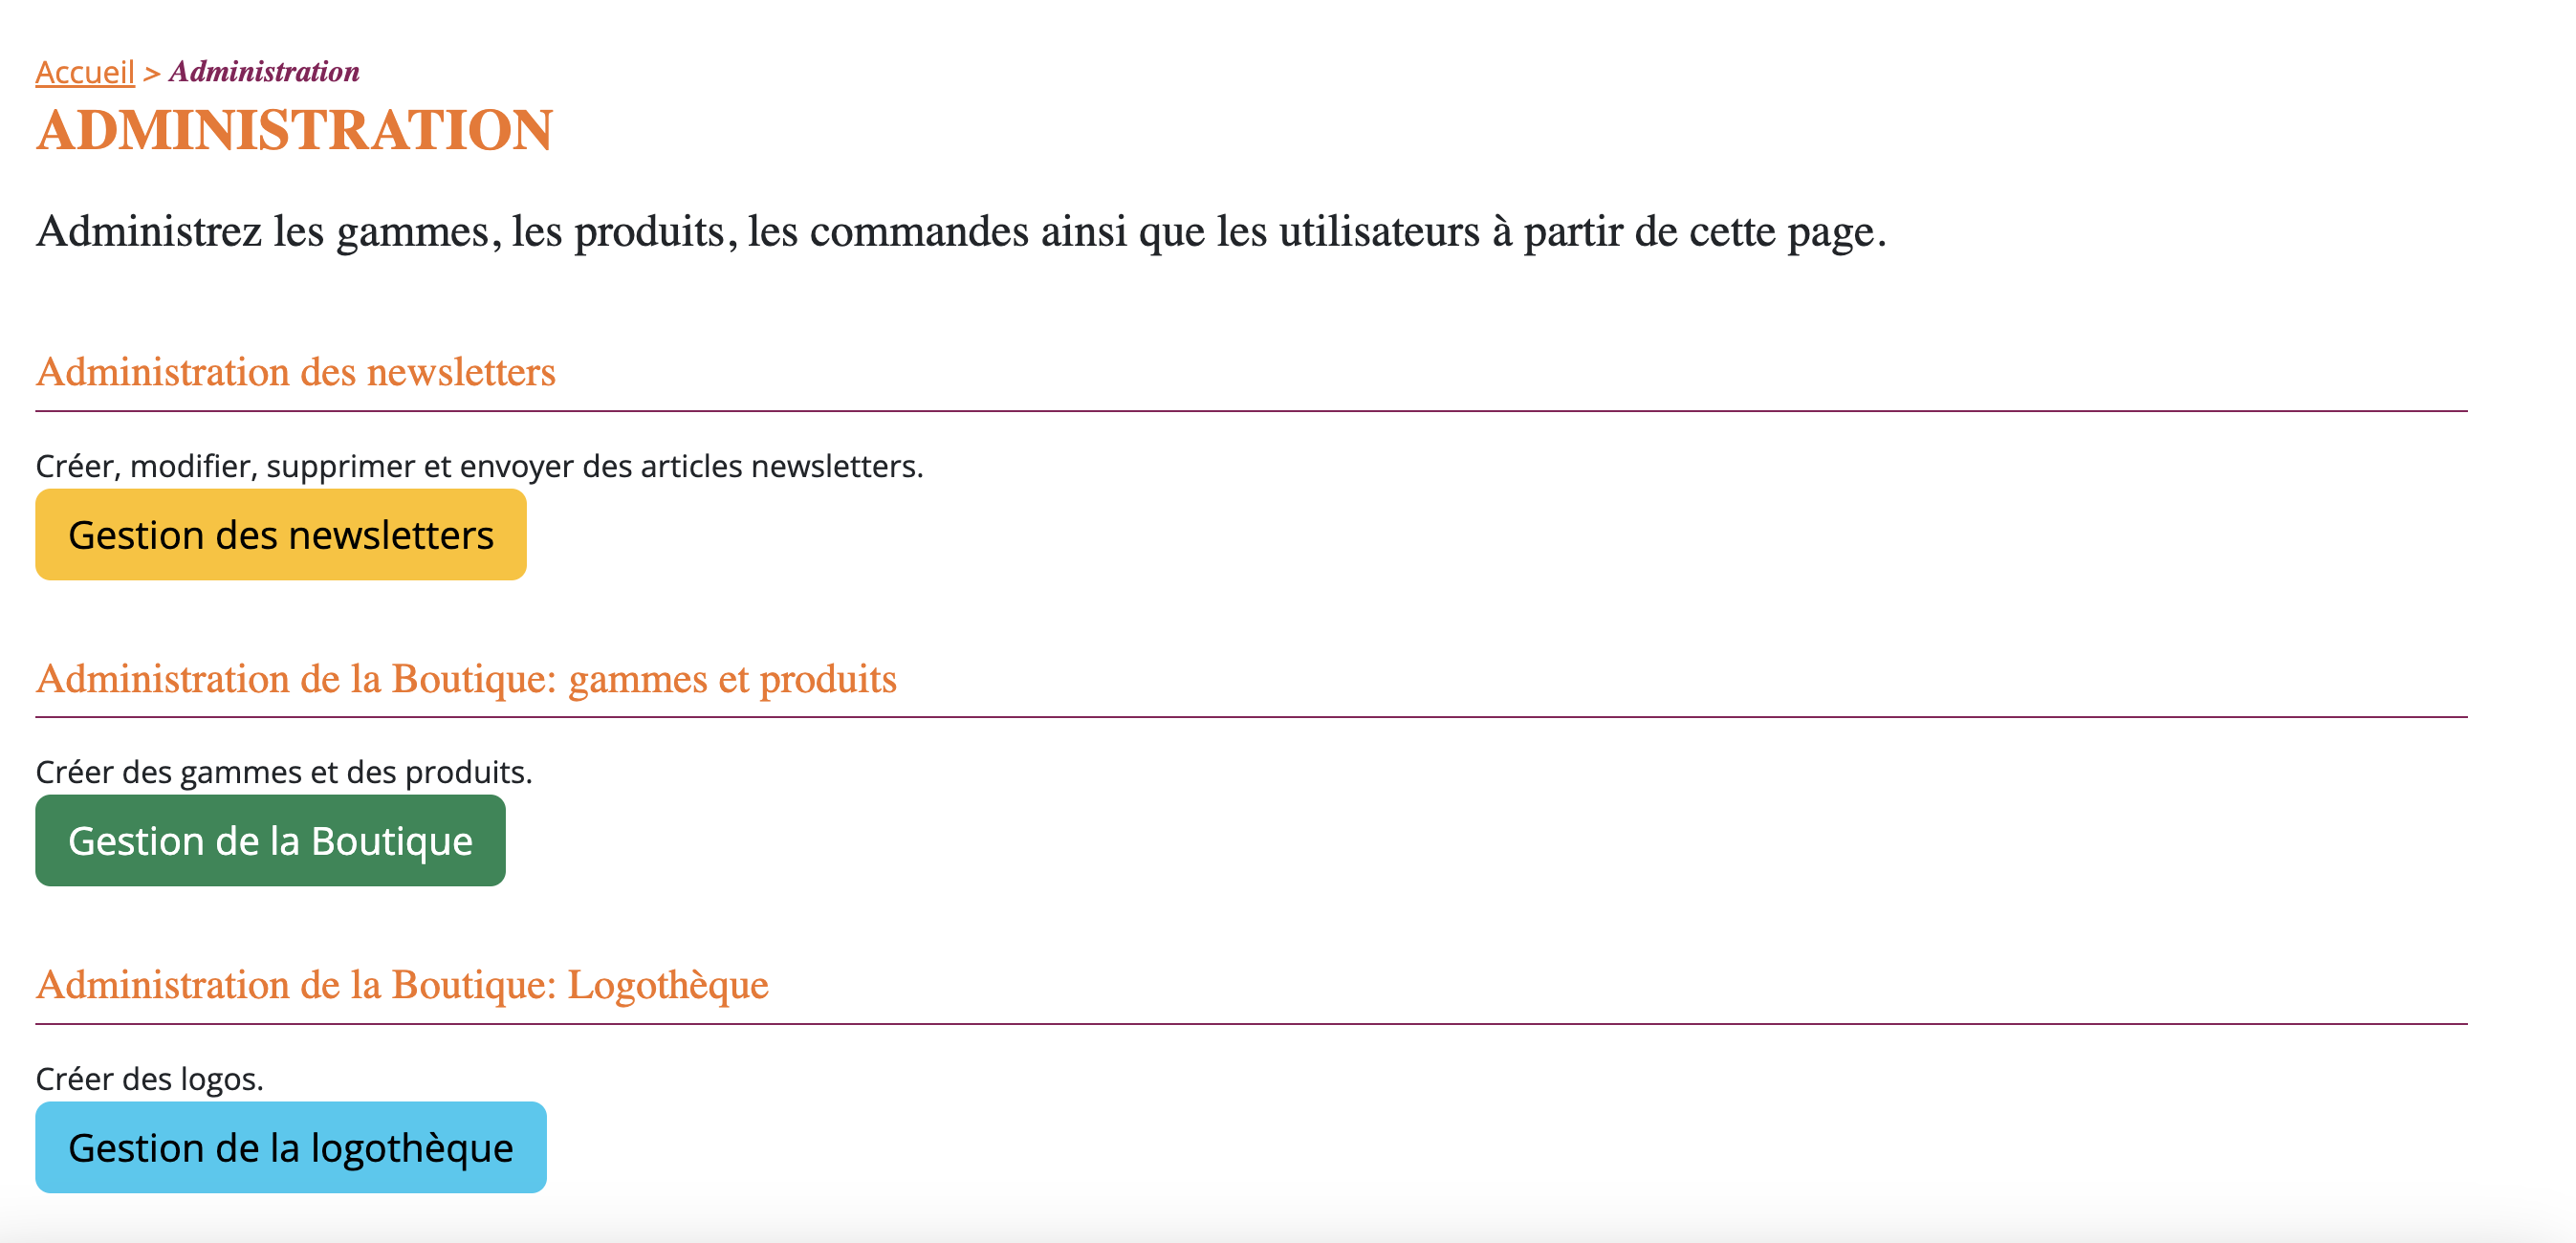 Accueil > Administration
ADMINISTRATION
Administrez les gammes, les produits, les commandes ainsi que les utilisateurs à partir de cette page.
Administration des newsletters
Créer, modifier, supprimer et envoyer des articles newsletters.
Gestion des newsletters
Administration de la Boutique: gammes et produits
Créer des gammes et des produits.
Gestion de la Boutique
Administration de la Boutique: Logothèque
Créer des logos.
Gestion de la logothèque